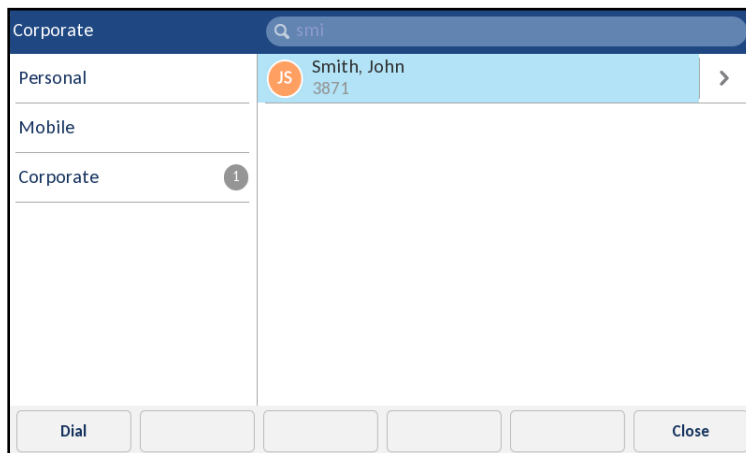 Corporate
smi
Personal
Mobile
Corporate 1
JS
Smith, John
3871
Dial
Close